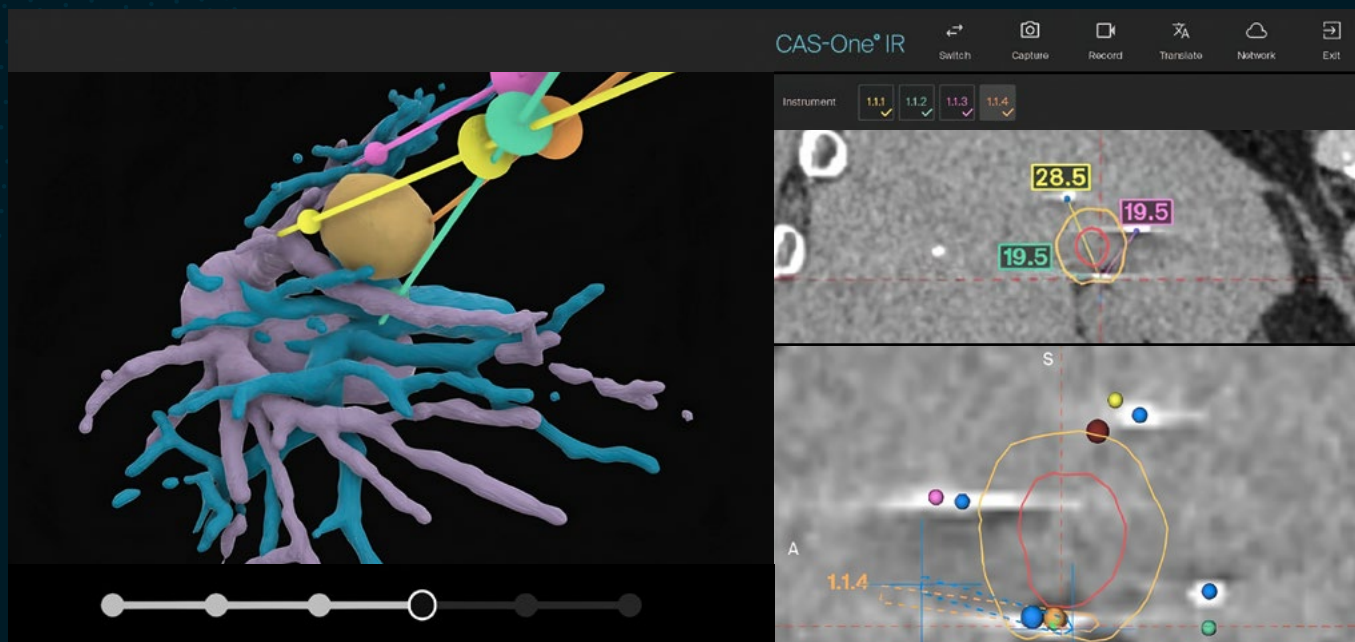 CAS-One° IR
Switch
Capture
Record
Translate
Network
Exit
Instrument
1.1.1
1.1.2
1.1.3
1.1.4
28.5
19.5
19.5
S
A
1.1.4